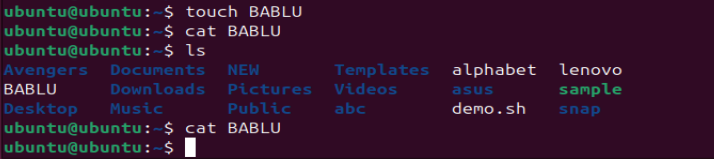 ubuntu@ubuntu:~$ touch BABLU
ubuntu@ubuntu:~$ cat BABLU
ubuntu@ubuntu:~$ ls
Avengers Documents NEW Templates alphabet lenovo
BABLU Downloads Pictures Videos asus sample
Desktop Music Public abc demo.sh snap
ubuntu@ubuntu:~$ cat BABLU
ubuntu@ubuntu:~$